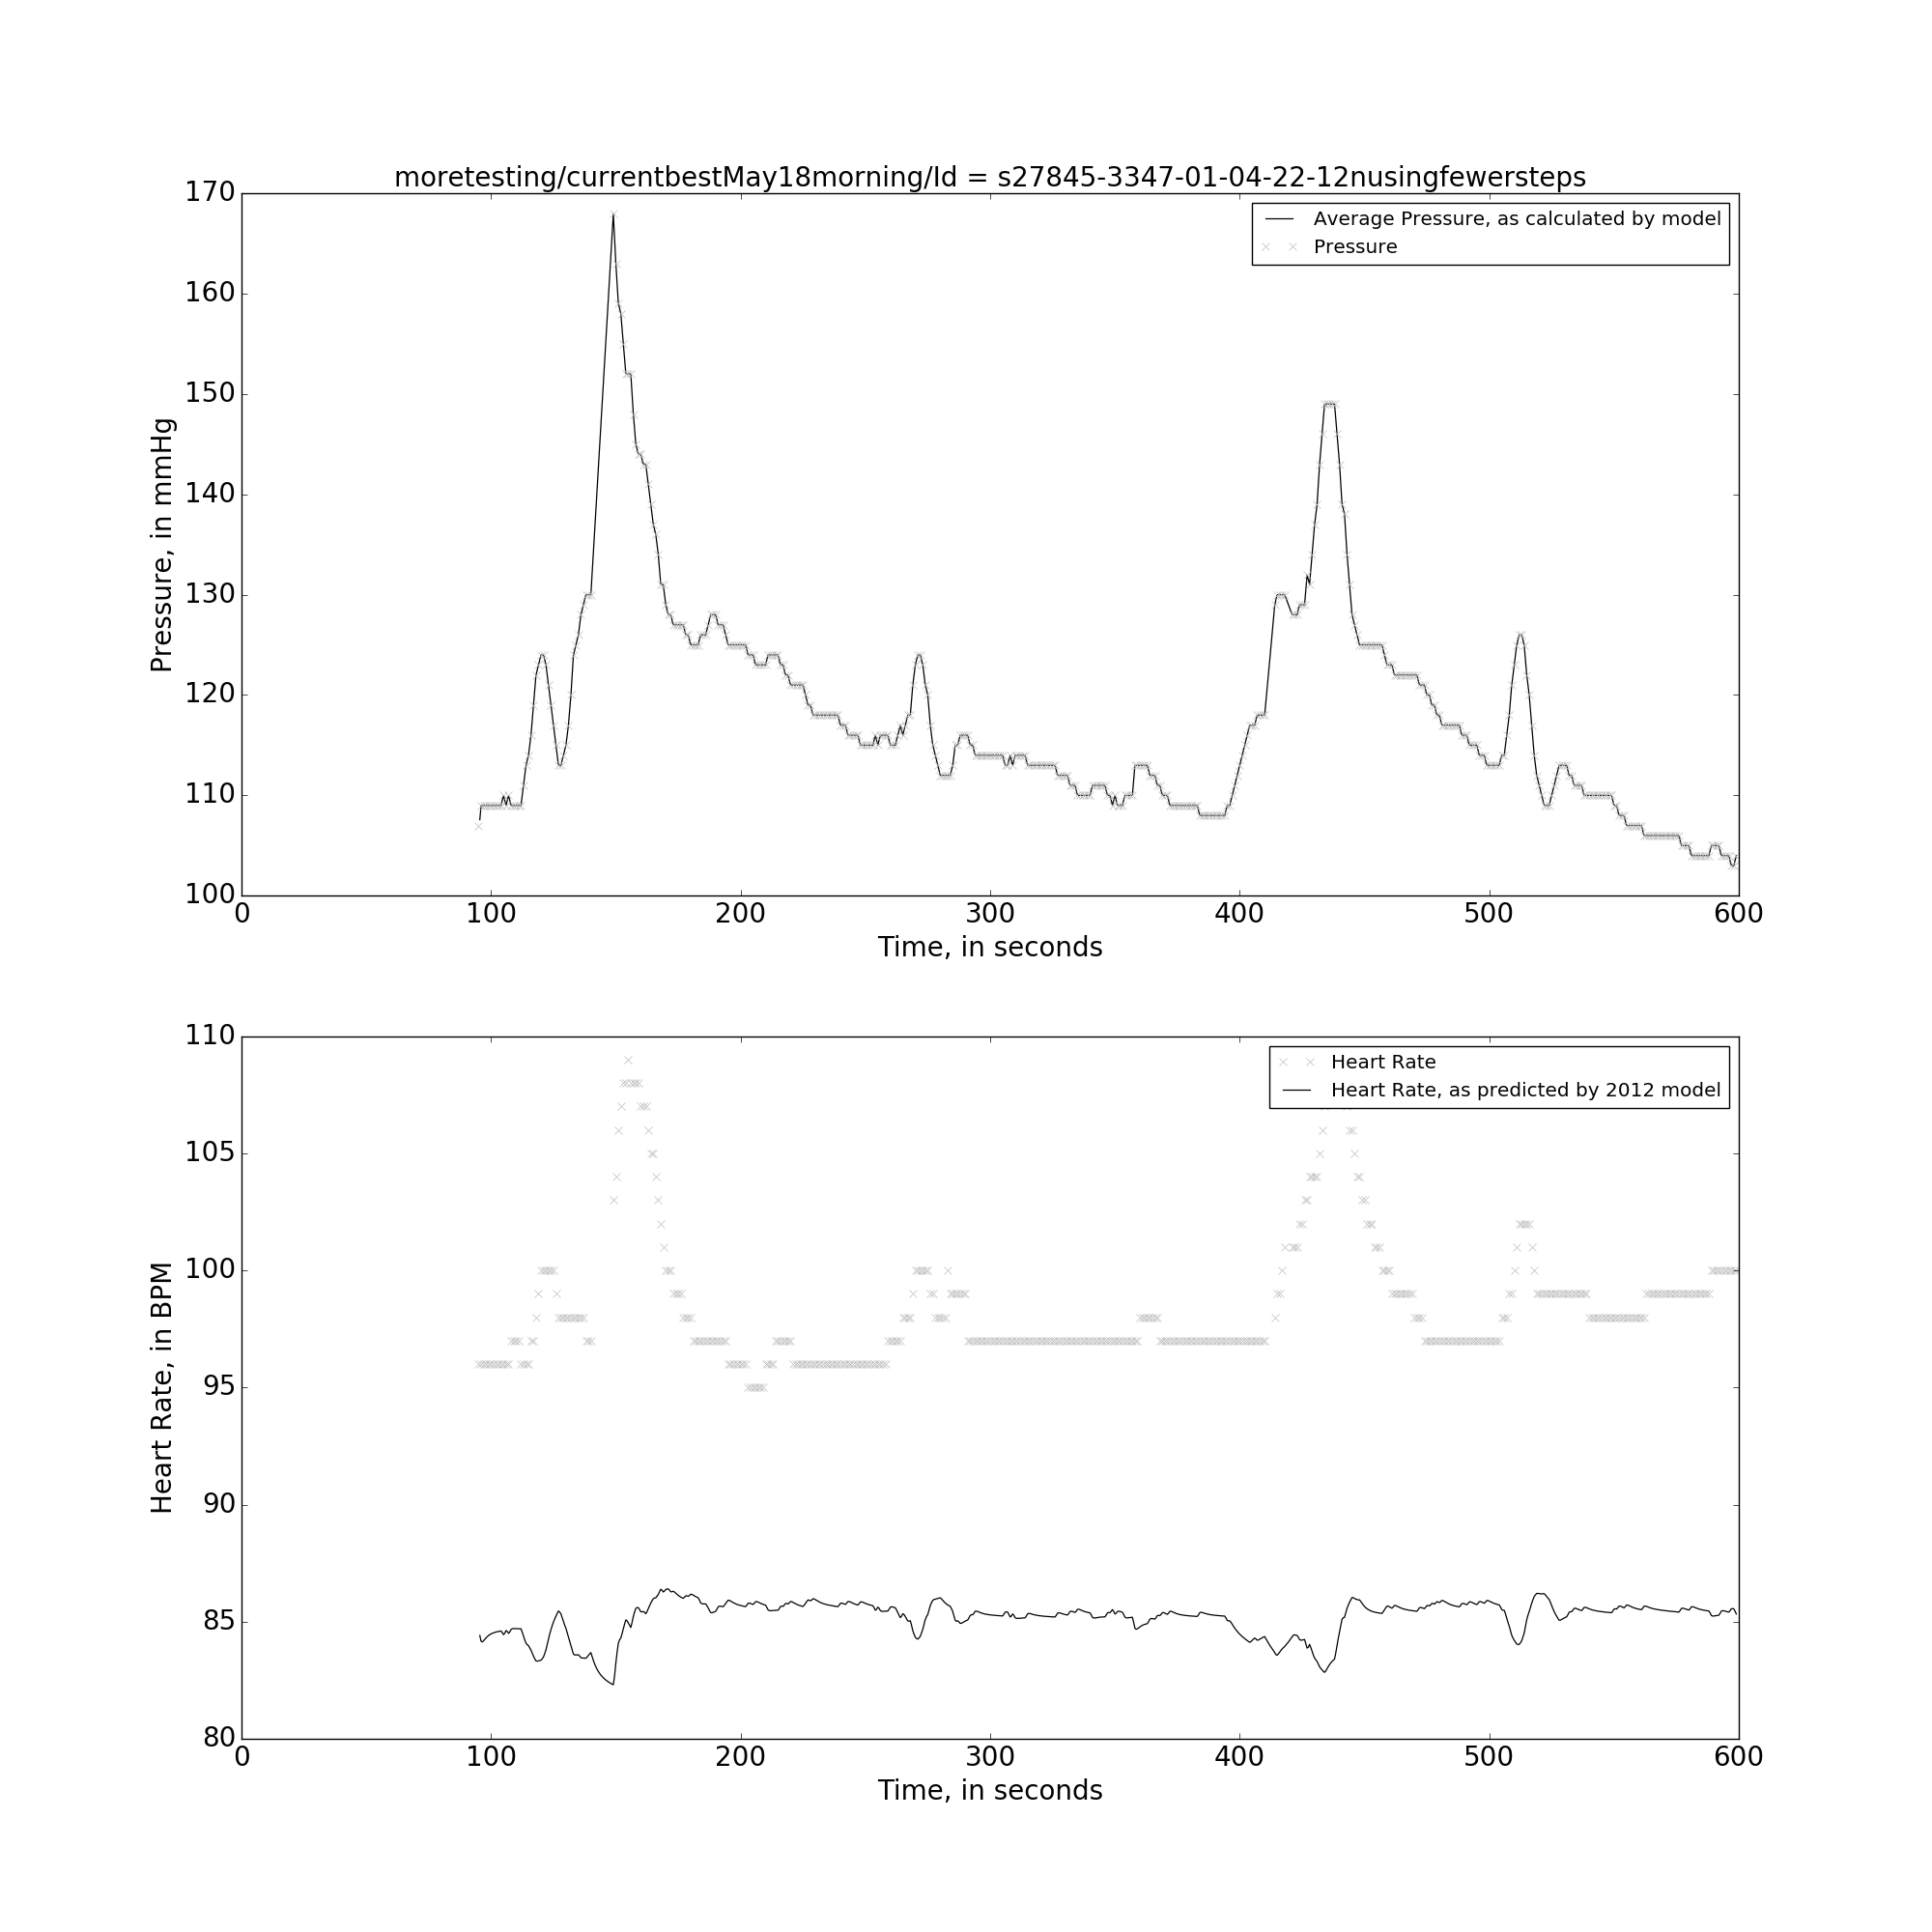 moretesting/currentbestMay18morning/Id = s27845-3347-01-04-22-12nusingfewersteps
170
160
150
140
130
120
110
100
Pressure, in mmHg
Average Pressure, as calculated by model
Pressure
0 100 200 300 400 500 600
Time, in seconds
110
105
100
95
90
85
80
Heart Rate, in BPM
Heart Rate
Heart Rate, as predicted by 2012 model
0 100 200 300 400 500 600
Time, in seconds